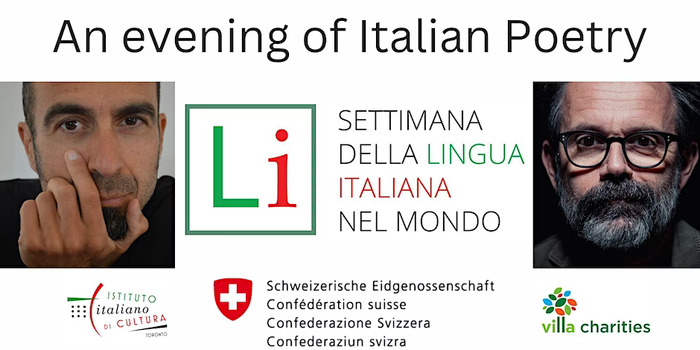 An evening of Italian Poetry
Li
SETTIMANA
DELLA LINGUA
ITALIANA
NEL MONDO
ISTITUTO
italiano
DI CULTURA
TORONTO
Schweizerische Eidgenossenschaft
Confédération suisse
Confederazione Svizzera
Confederaziun svizra
villa charities